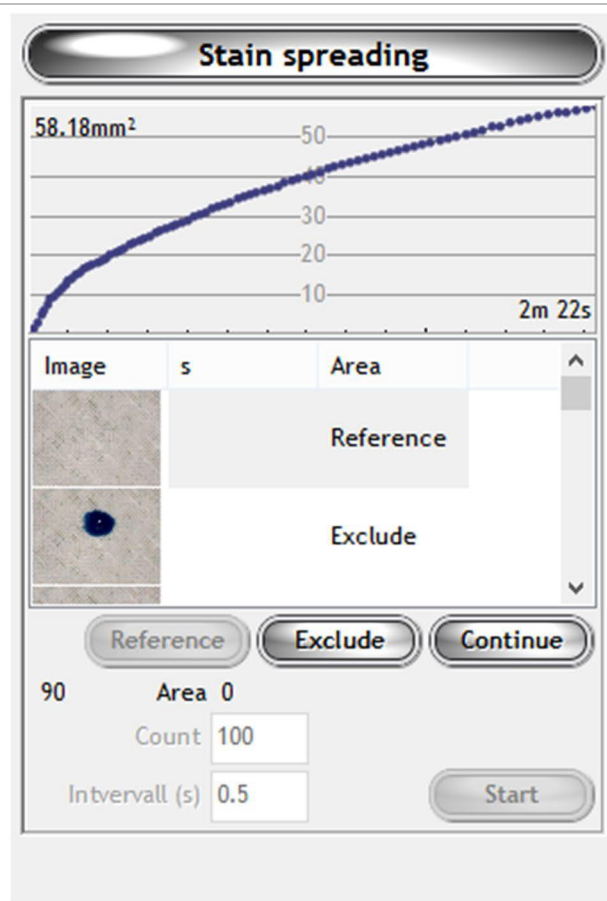 Stain spreading
58.18mm²
50
40
30
20
10
2m 22s
Image s Area
Reference
Exclude
Reference Exclude Continue
90 Area 0
Count 100
Intvervall (s) 0.5 Start